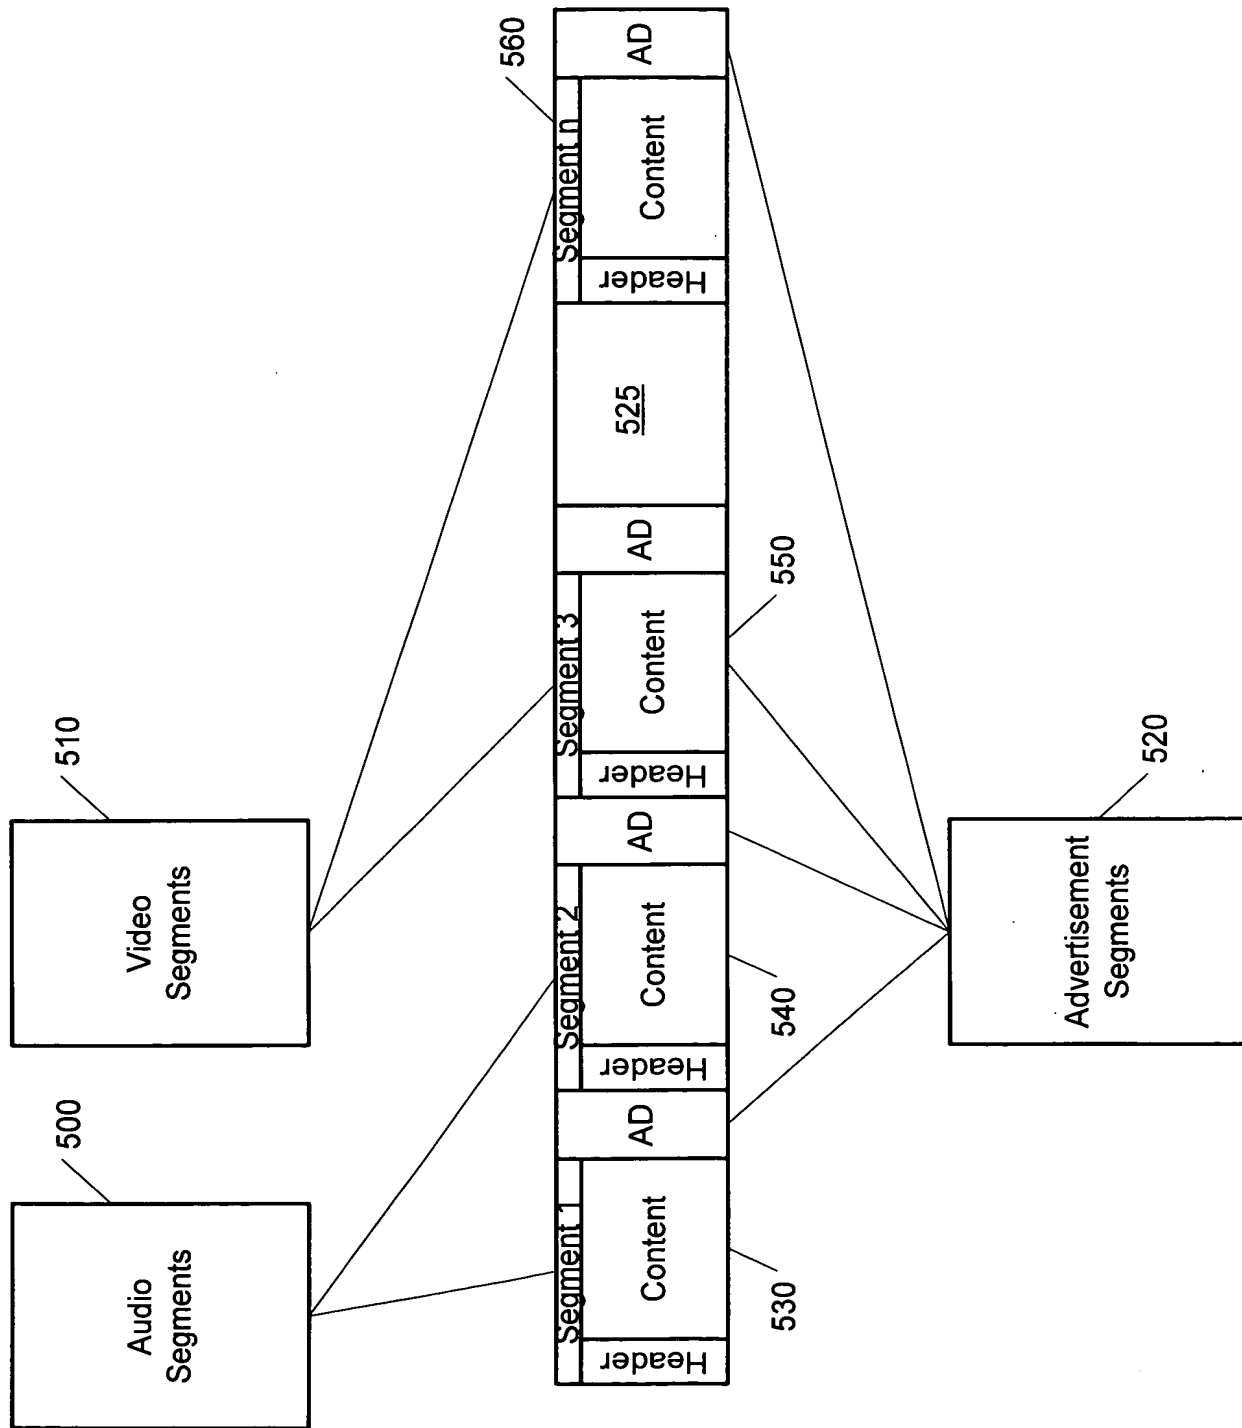 500
Audio
Segments
510
Video
Segments
Segment 1
Header
Content
530
AD
Segment 2
Header
Content
540
AD
Segment 3
Header
Content
550
AD
525
Segment n
560
Header
Content
AD
520
Advertisement
Segments